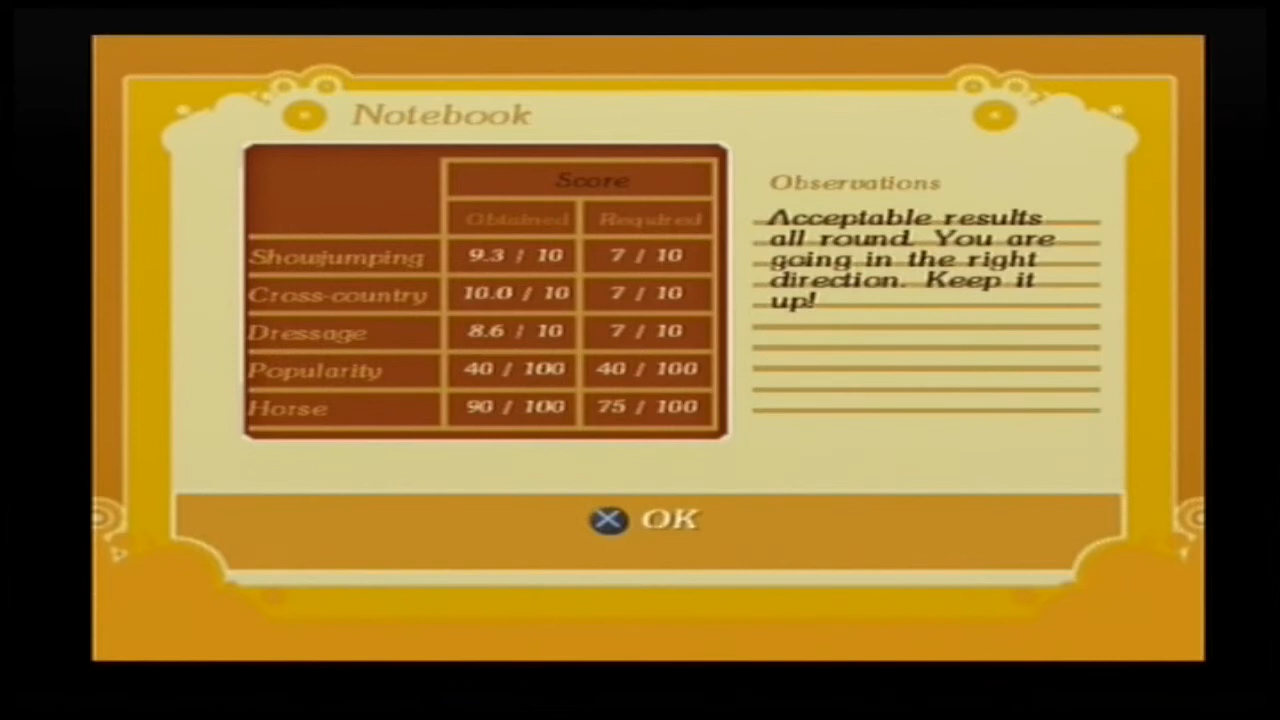 Notebook
Score
Obtained Required
Showjumping 9.3 / 10 7 / 10
Cross-country 10.0 / 10 7 / 10
Dressage 8.6 / 10 7 / 10
Popularity 40 / 100 40 / 100
Horse 90 / 100 75 / 100
Observations
Acceptable results
all round. You are
going in the right
direction. Keep it
up!
OK